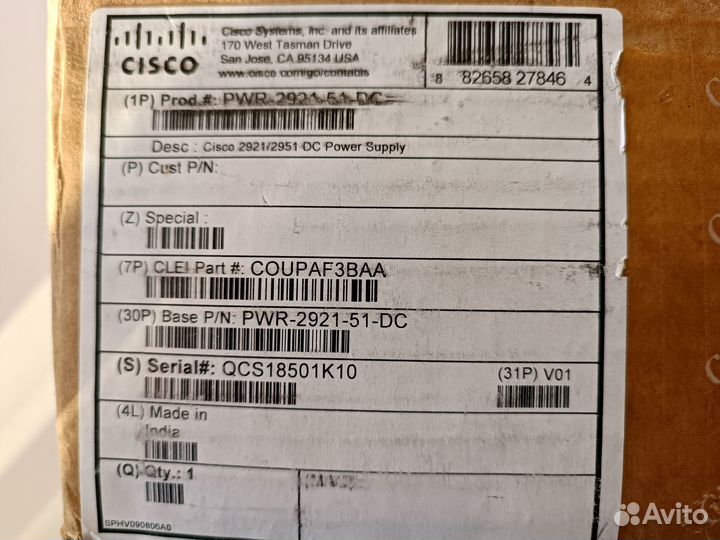 CISCO
Cisco Systems, Inc. and its affiliates
170 West Tasman Drive
San Jose, CA 95134 USA
www.cisco.com/go/contacts
8 82658 27846 4
(1P) Prod.#: PWR-2921-51-DC
Desc : Cisco 2921/2951 DC Power Supply
(P) Cust P/N:
(Z) Special :
(7P) CLEI Part #: COUPAF3BAA
(30P) Base P/N: PWR-2921-51-DC
(S) Serial#: QCS18501K10
(31P) V01
(4L) Made in
India
(Q) Qty.: 1
SPHV090806A0
Avito